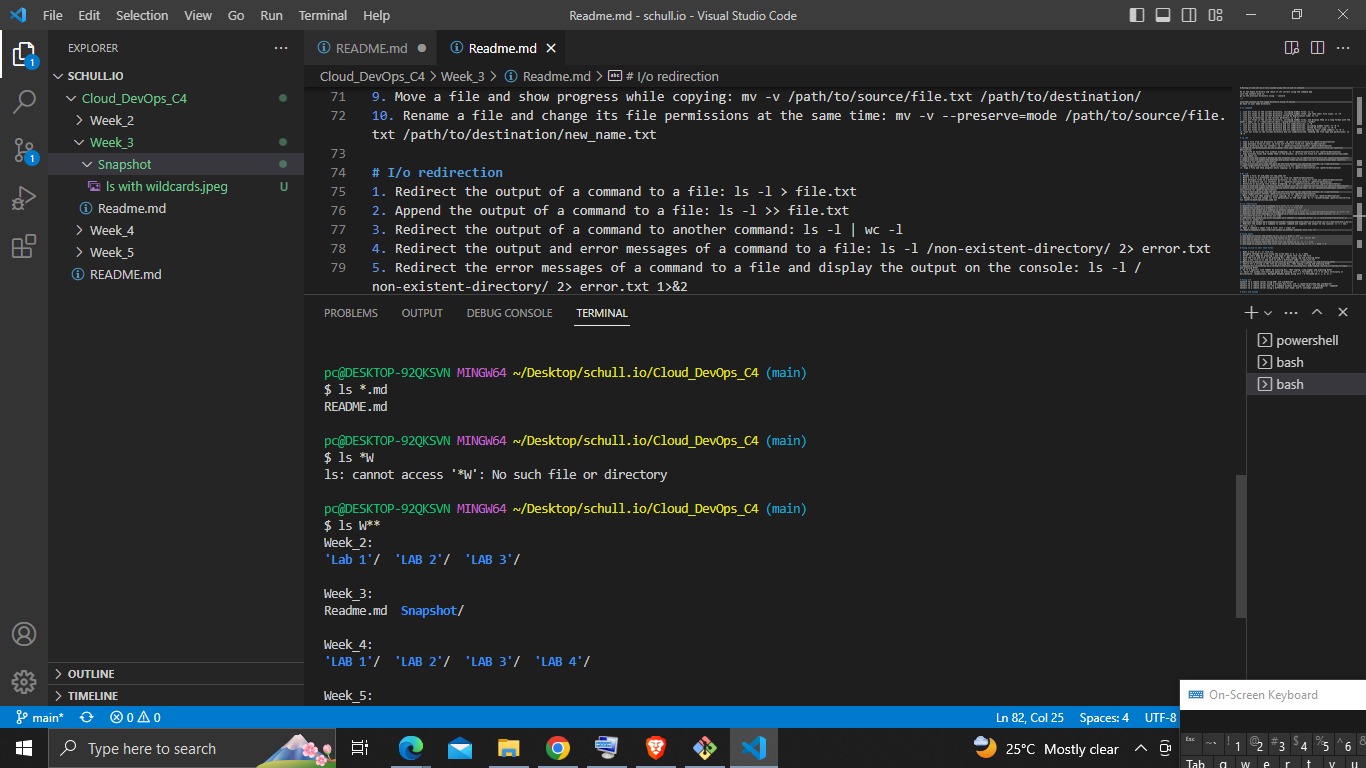 File Edit Selection View Go Run Terminal Help
Readme.md - schull.io - Visual Studio Code
EXPLORER
SCHULL.IO
Cloud_DevOps_C4
Week_2
Week_3
Snapshot
ls with wildcards.jpeg U
Readme.md
Week_4
Week_5
README.md
OUTLINE
TIMELINE
1
1
README.md
Readme.md
Cloud_DevOps_C4 > Week_3 > Readme.md > # I/o redirection
71 9. Move a file and show progress while copying: mv -v /path/to/source/file.txt /path/to/destination/
72 10. Rename a file and change its file permissions at the same time: mv -v --preserve=mode /path/to/source/file.
txt /path/to/destination/new_name.txt
73
74 # I/o redirection
75 1. Redirect the output of a command to a file: ls -l > file.txt
76 2. Append the output of a command to a file: ls -l >> file.txt
77 3. Redirect the output of a command to another command: ls -l | wc -l
78 4. Redirect the output and error messages of a command to a file: ls -l /non-existent-directory/ 2> error.txt
79 5. Redirect the error messages of a command to a file and display the output on the console: ls -l /
non-existent-directory/ 2> error.txt 1>&2
PROBLEMS OUTPUT DEBUG CONSOLE TERMINAL
powershell
bash
bash
pc@DESKTOP-92QKSVN MINGW64 ~/Desktop/schull.io/Cloud_DevOps_C4 (main)
$ ls *.md
README.md
pc@DESKTOP-92QKSVN MINGW64 ~/Desktop/schull.io/Cloud_DevOps_C4 (main)
$ ls *W
ls: cannot access '*W': No such file or directory
pc@DESKTOP-92QKSVN MINGW64 ~/Desktop/schull.io/Cloud_DevOps_C4 (main)
$ ls W**
Week_2:
'Lab 1'/ 'LAB 2'/ 'LAB 3'/
Week_3:
Readme.md Snapshot/
Week_4:
'LAB 1'/ 'LAB 2'/ 'LAB 3'/ 'LAB 4'/
Week_5:
main* 0 0
Ln 82, Col 25 Spaces: 4 UTF-8
On-Screen Keyboard
Esc ~ ` ! 1 @ 2 # 3 $ 4 % 5 ^ 6
Tab q w e r t y u
Type here to search
25°C Mostly clear